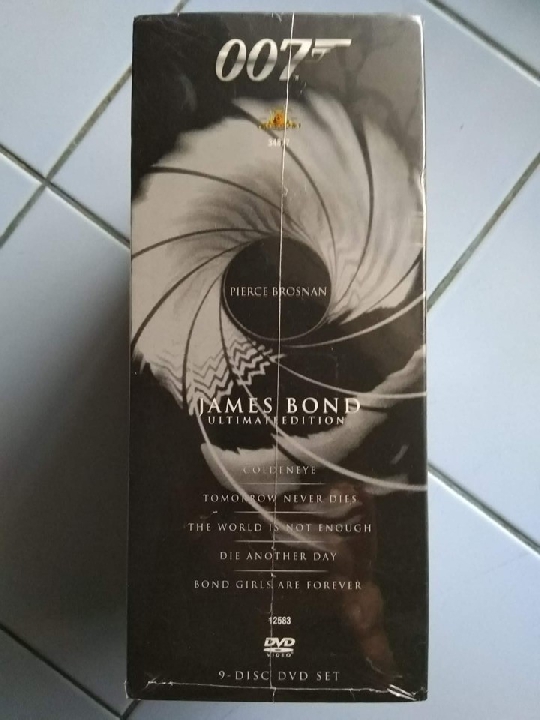 007
PIERCE BROSNAN
JAMES BOND
ULTIMATE EDITION
GOLDENEYE
TOMORROW NEVER DIES
THE WORLD IS NOT ENOUGH
DIE ANOTHER DAY
BOND GIRLS ARE FOREVER
12563
DVD
VIDEO
9-DISC DVD SET